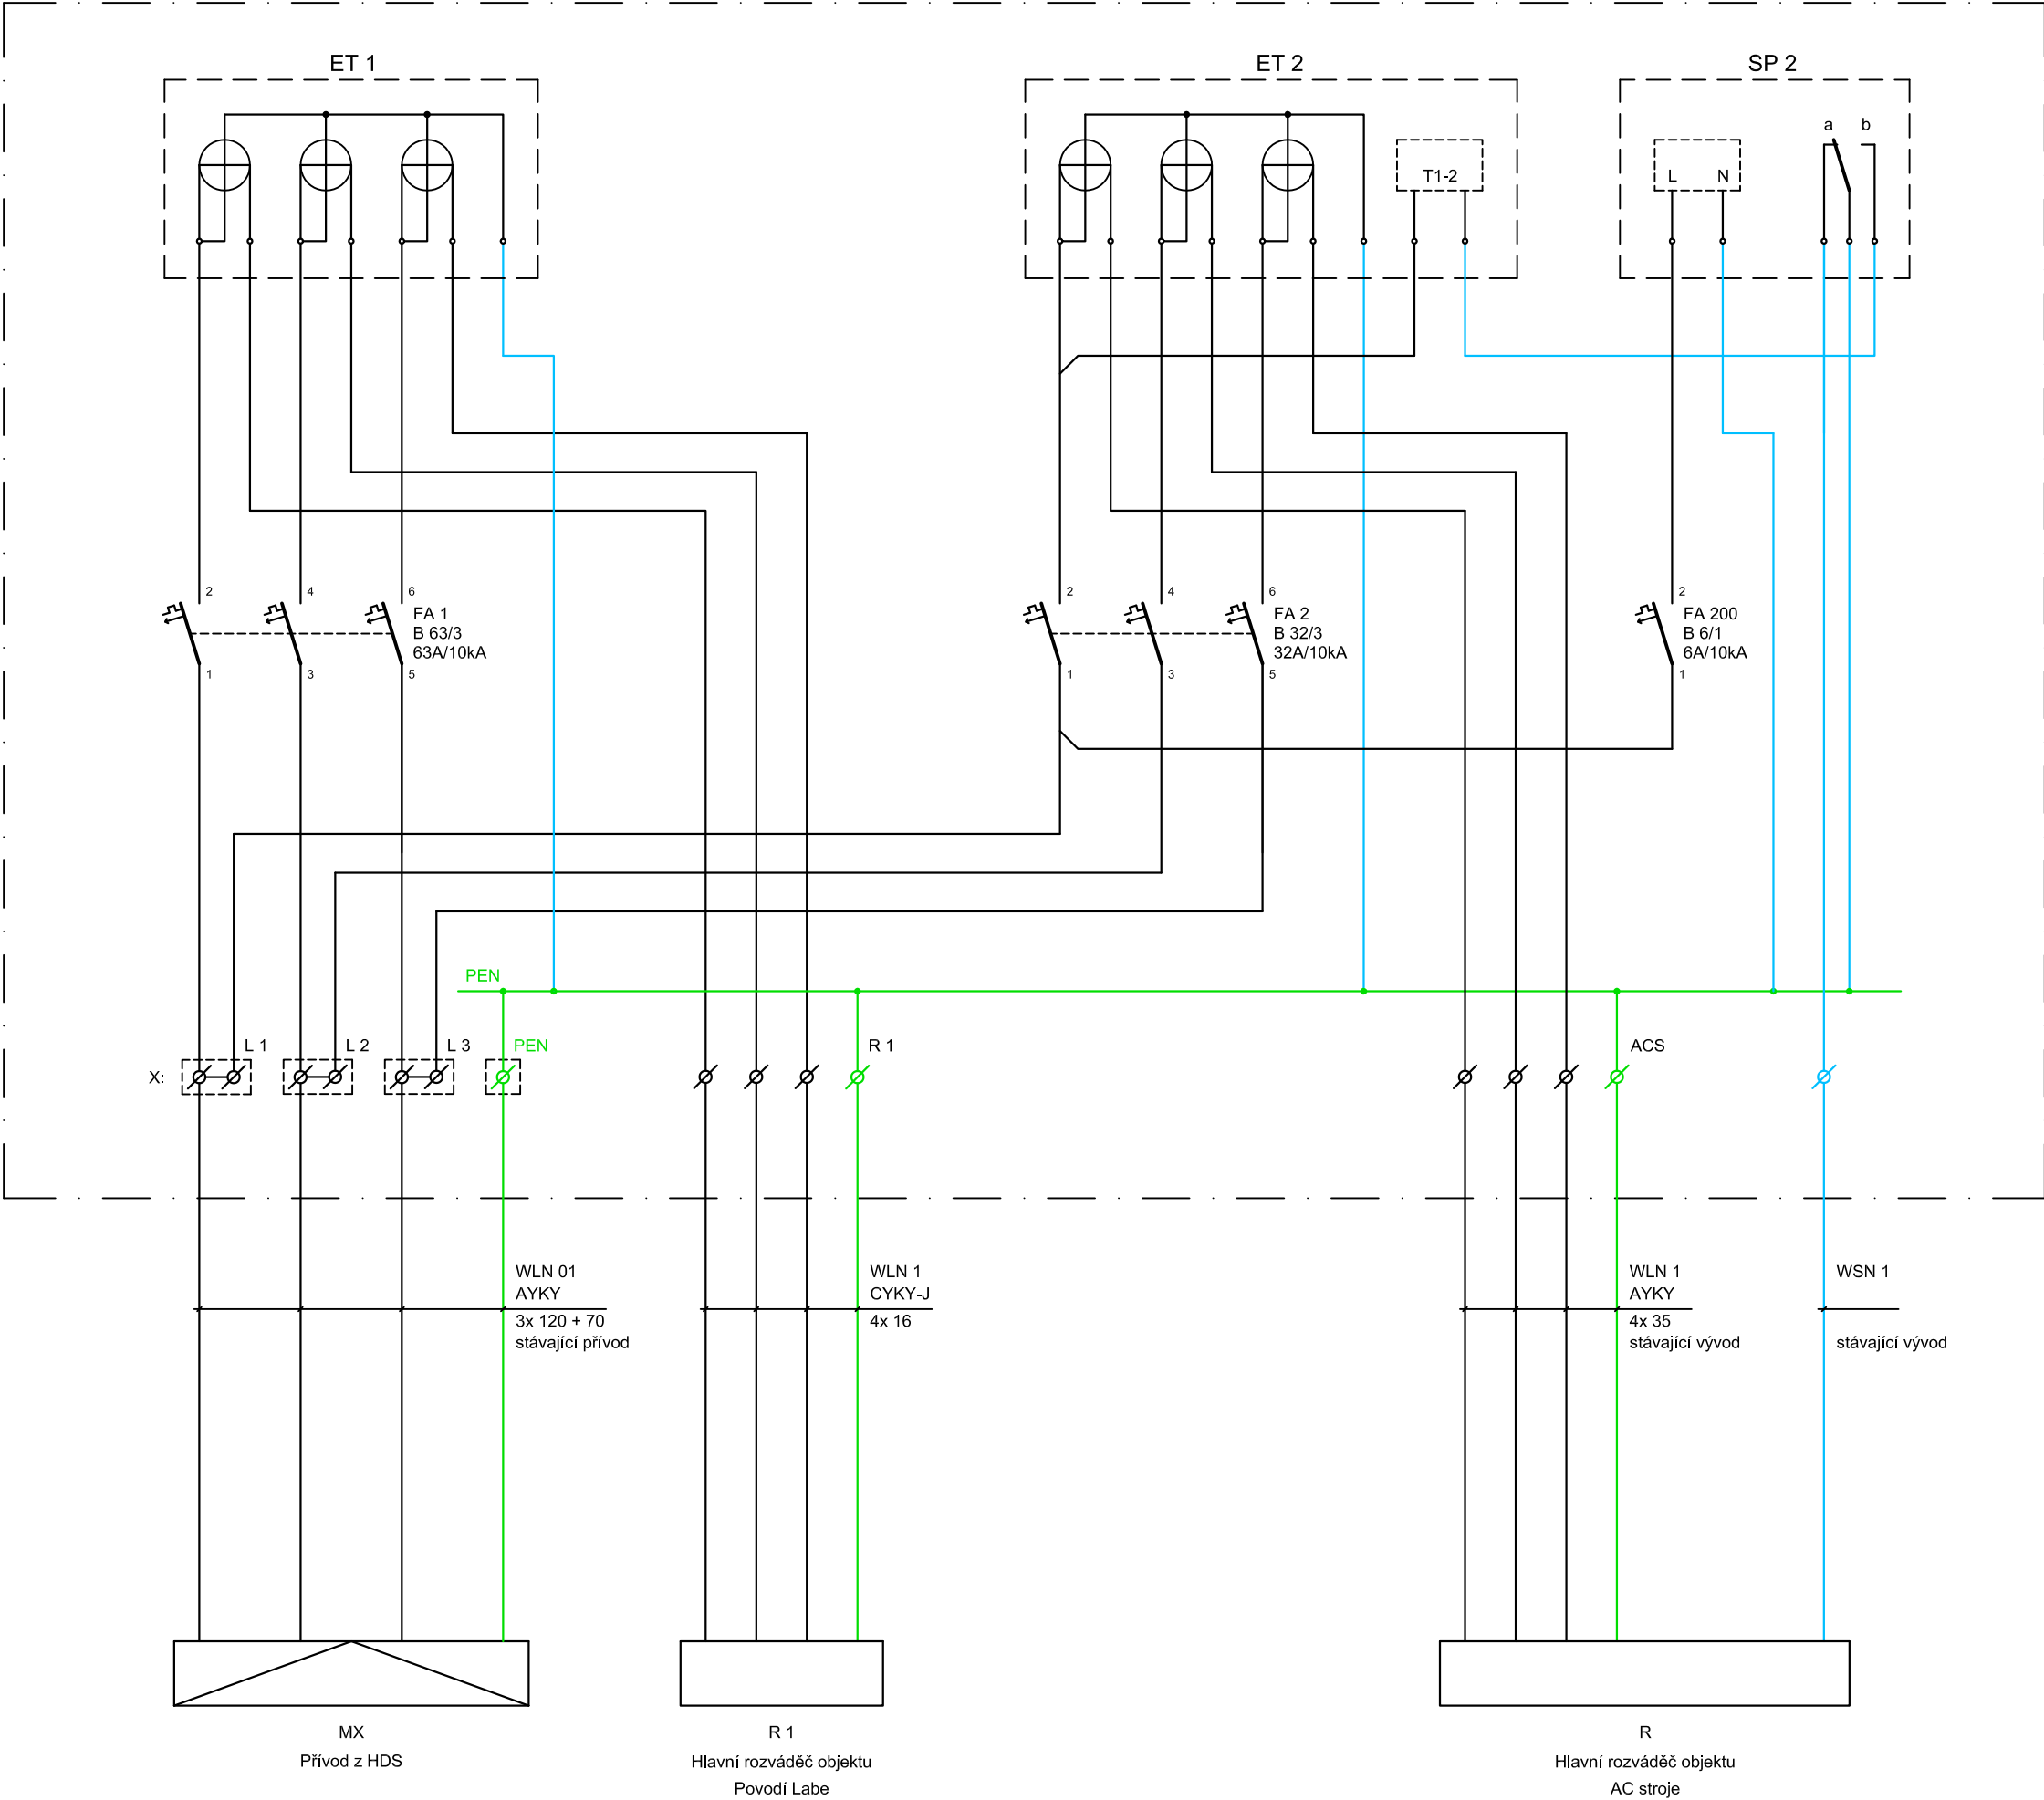 ET 1
ET 2
SP 2
a b
T1-2
L N
2 4 6
FA 1
B 63/3
63A/10kA
1 3 5
2 4 6
FA 2
B 32/3
32A/10kA
1 3 5
2
FA 200
B 6/1
6A/10kA
1
PEN
X:
L 1
L 2
L 3
PEN
R 1
ACS
WLN 01
AYKY
3x 120 + 70
stávající přívod
WLN 1
CYKY-J
4x 16
WLN 1
AYKY
4x 35
stávající vývod
WSN 1
stávající vývod
MX
Přívod z HDS
R 1
Hlavní rozváděč objektu
Povodí Labe
R
Hlavní rozváděč objektu
AC stroje